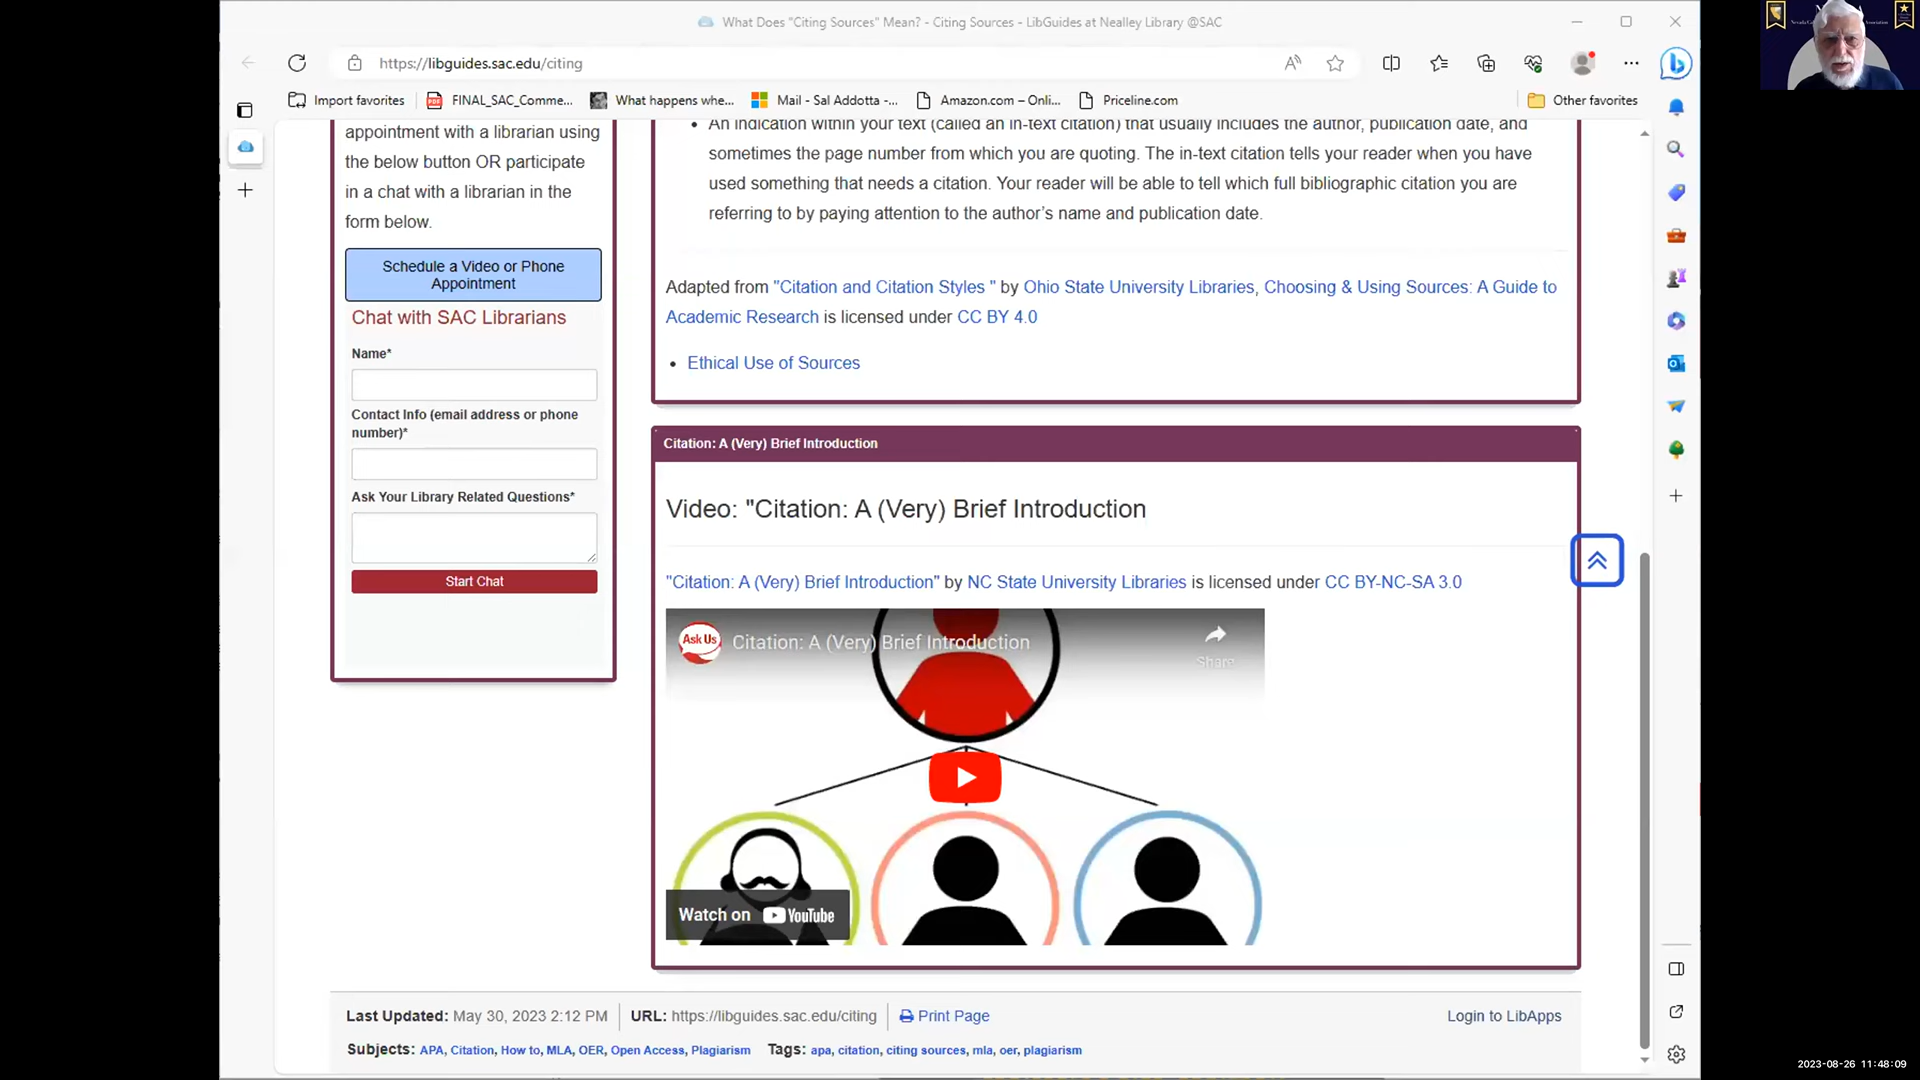 What Does "Citing Sources" Mean? - Citing Sources - LibGuides at Nealley Library @SAC
https://libguides.sac.edu/citing
Import favorites
FINAL_SAC_Comme...
What happens whe...
Mail - Sal Addotta -...
Amazon.com – Onli...
Priceline.com
Other favorites
appointment with a librarian using
the below button OR participate
in a chat with a librarian in the
form below.
Schedule a Video or Phone
Appointment
Chat with SAC Librarians
Name*
Contact Info (email address or phone
number)*
Ask Your Library Related Questions*
Start Chat
• An indication within your text (called an in-text citation) that usually includes the author, publication date, and
sometimes the page number from which you are quoting. The in-text citation tells your reader when you have
used something that needs a citation. Your reader will be able to tell which full bibliographic citation you are
referring to by paying attention to the author's name and publication date.
Adapted from "Citation and Citation Styles " by Ohio State University Libraries, Choosing & Using Sources: A Guide to
Academic Research is licensed under CC BY 4.0
• Ethical Use of Sources
Citation: A (Very) Brief Introduction
Video: "Citation: A (Very) Brief Introduction
"Citation: A (Very) Brief Introduction" by NC State University Libraries is licensed under CC BY-NC-SA 3.0
Ask Us
Citation: A (Very) Brief Introduction
Share
Watch on YouTube
Last Updated: May 30, 2023 2:12 PM
URL: https://libguides.sac.edu/citing
Print Page
Login to LibApps
Subjects: APA, Citation, How to, MLA, OER, Open Access, Plagiarism
Tags: apa, citation, citing sources, mla, oer, plagiarism
2023-08-26 11:48:09